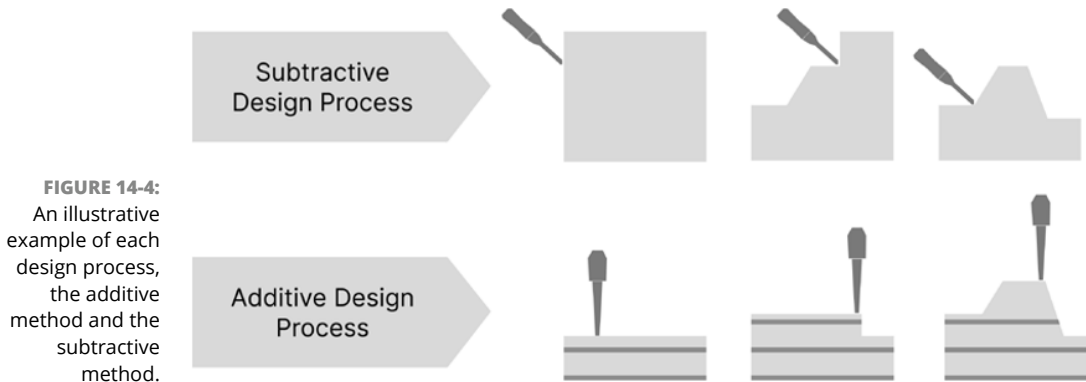 Subtractive
Design Process
FIGURE 14-4:
An illustrative
example of each
design process,
the additive
method and the
subtractive
method.
Additive Design
Process